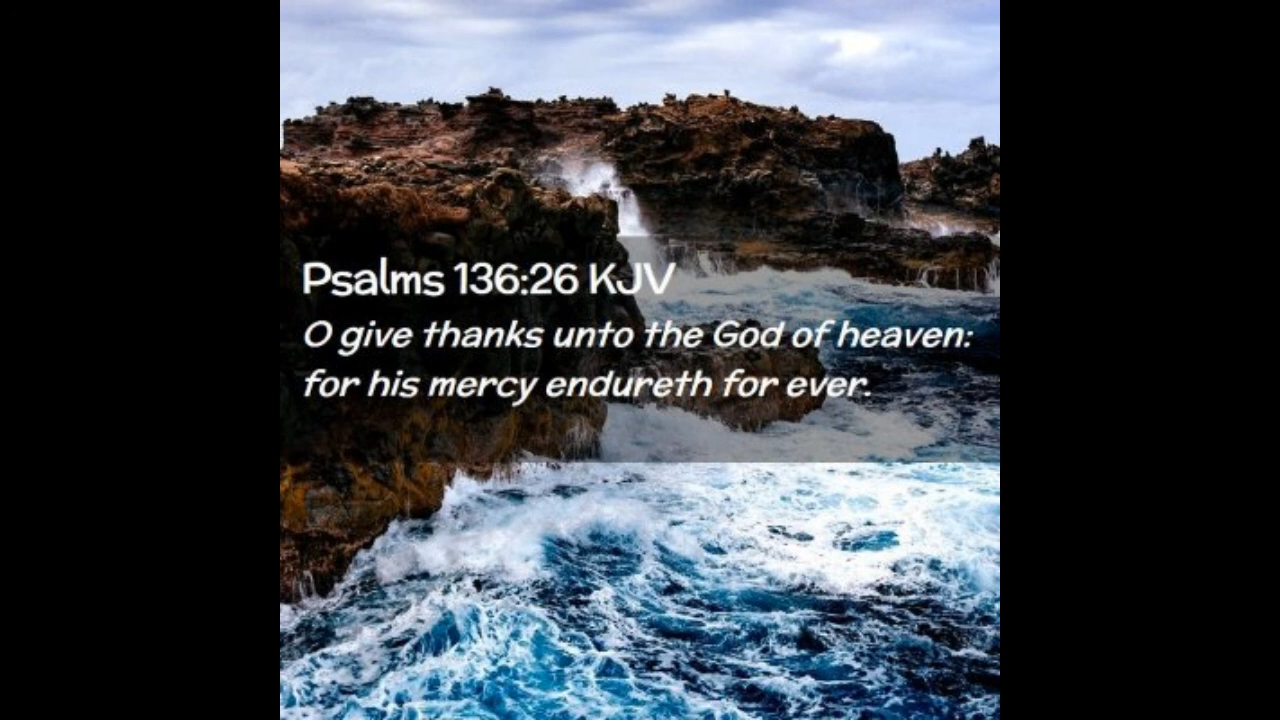 Psalms 136:26 KJV
O give thanks unto the God of heaven:
for his mercy endureth for ever.